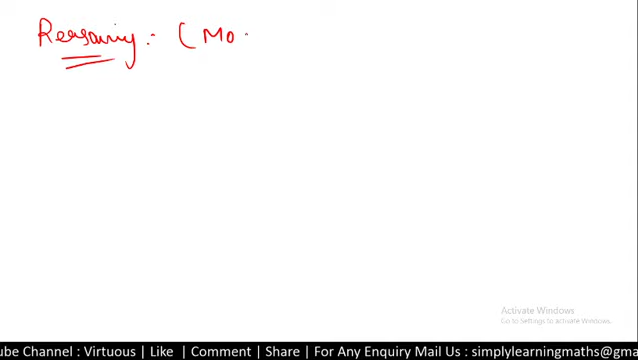 Reasoning :- ( Mo
Activate Windows
Go to Settings to activate Windows.
ube Channel : Virtuous | Like | Comment | Share | For Any Enquiry Mail Us : simplylearningmaths@gma